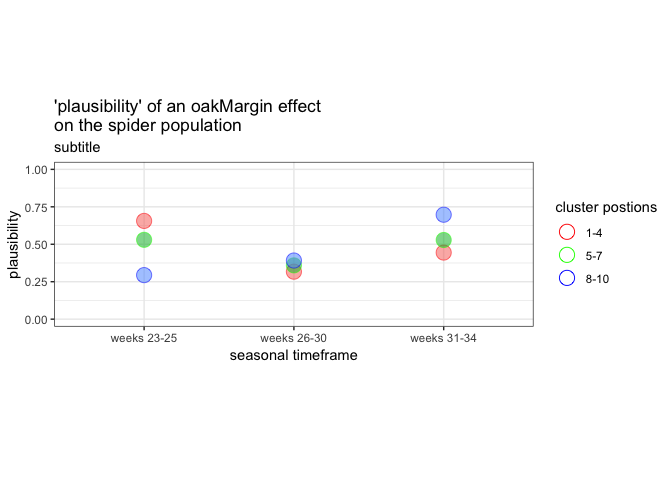 'plausibility' of an oakMargin effect
on the spider population
subtitle
1.00
0.75
0.50
0.25
0.00
plausibility
weeks 23-25
weeks 26-30
weeks 31-34
seasonal timeframe
cluster postions
1-4
5-7
8-10